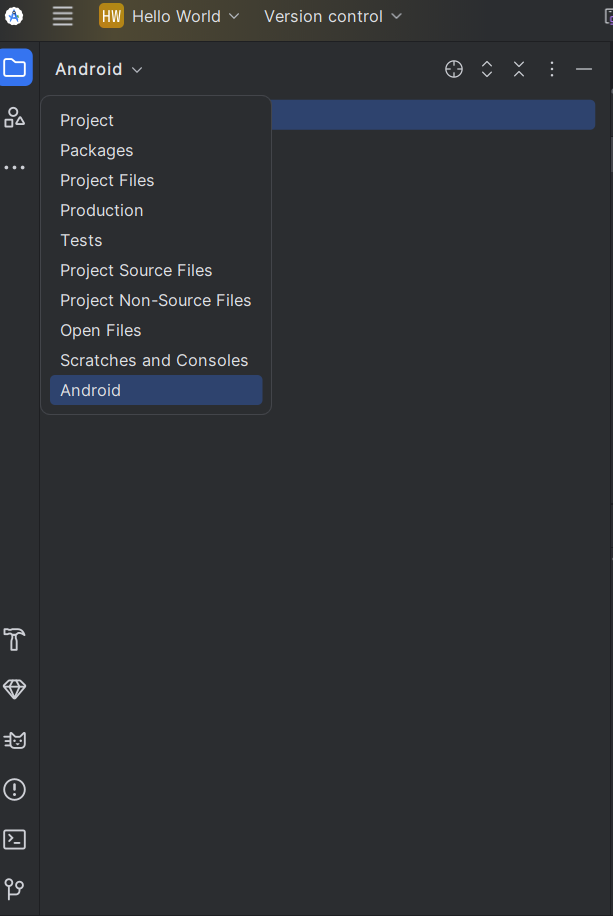 HW Hello World Version control
Android
Project
Packages
Project Files
Production
Tests
Project Source Files
Project Non-Source Files
Open Files
Scratches and Consoles
Android